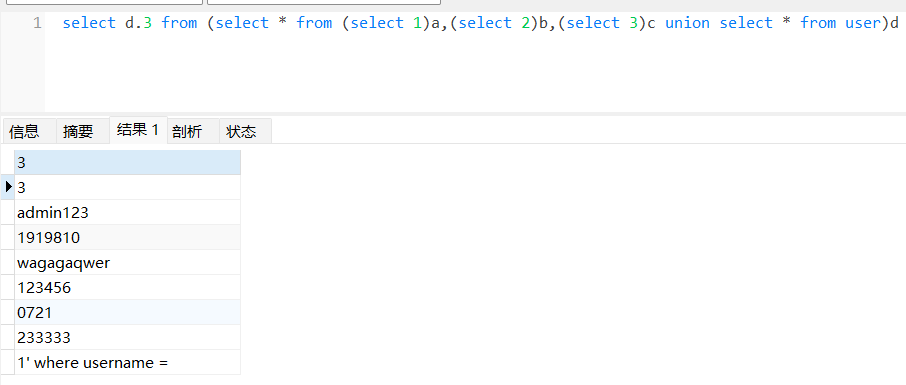 1 select d.3 from (select * from (select 1)a,(select 2)b,(select 3)c union select * from user)d
信息 摘要 结果 1 剖析 状态
3
3
admin123
1919810
wagagaqwer
123456
0721
233333
1' where username =